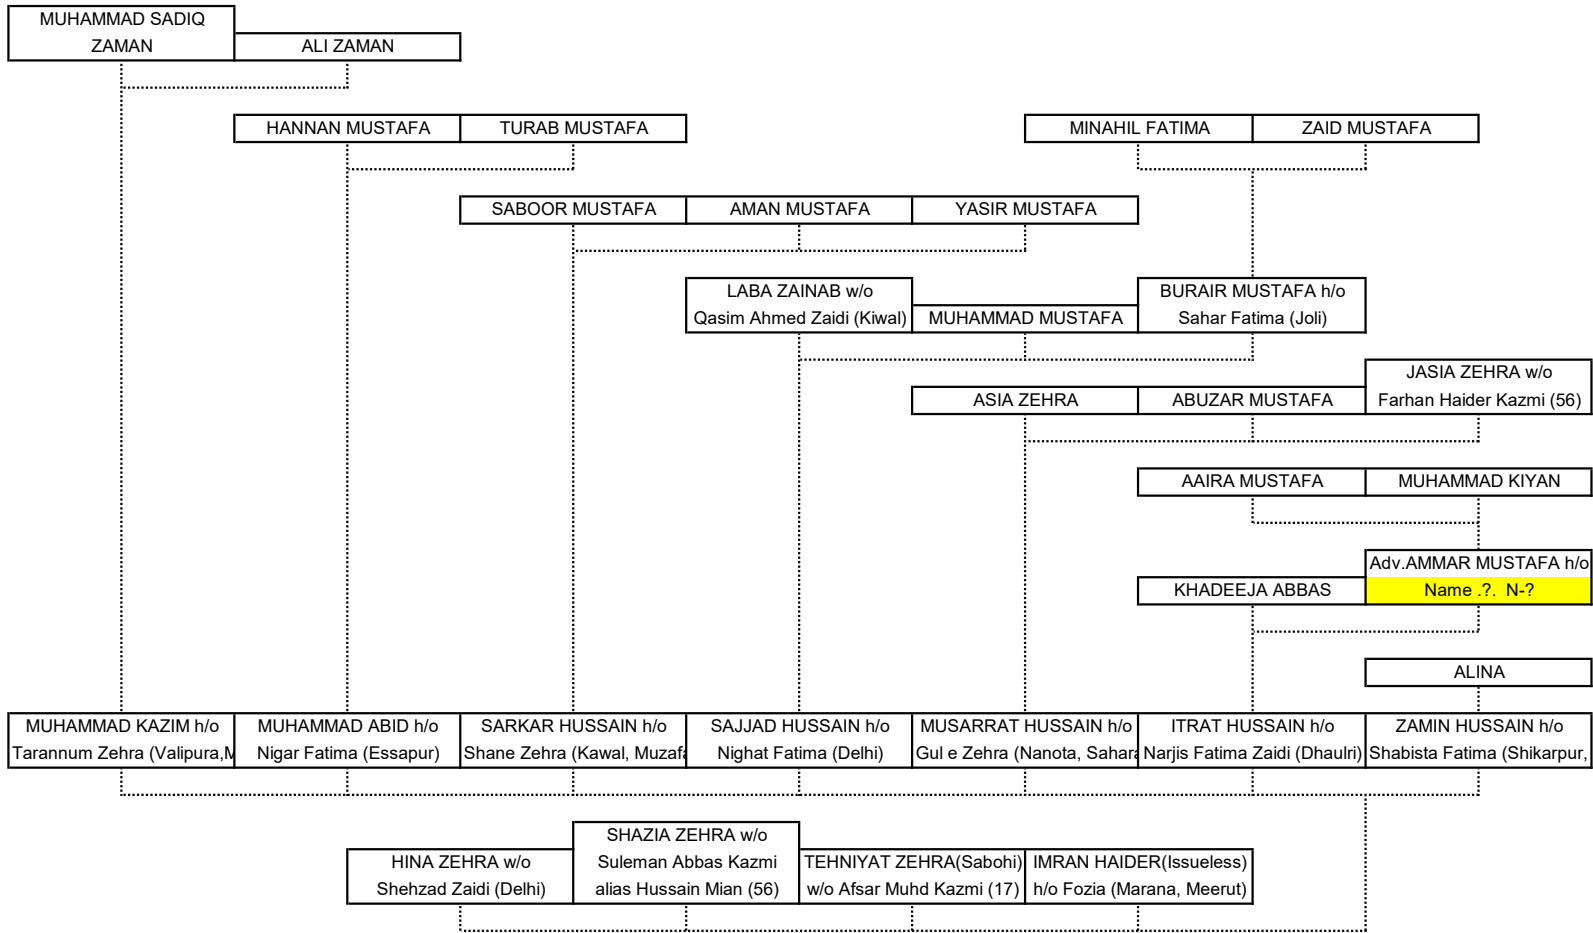 MUHAMMAD SADIQ
ZAMAN
ALI ZAMAN
HANNAN MUSTAFA
TURAB MUSTAFA
MINAHIL FATIMA
ZAID MUSTAFA
SABOOR MUSTAFA
AMAN MUSTAFA
YASIR MUSTAFA
LABA ZAINAB w/o
Qasim Ahmed Zaidi (Kiwal)
MUHAMMAD MUSTAFA
BURAIR MUSTAFA h/o
Sahar Fatima (Joli)
ASIA ZEHRA
ABUZAR MUSTAFA
JASIA ZEHRA w/o
Farhan Haider Kazmi (56)
AAIRA MUSTAFA
MUHAMMAD KIYAN
KHADEEJA ABBAS
Adv.AMMAR MUSTAFA h/o
Name .?. N-?
ALINA
MUHAMMAD KAZIM h/o
Tarannum Zehra (Valipura,M
MUHAMMAD ABID h/o
Nigar Fatima (Essapur)
SARKAR HUSSAIN h/o
Shane Zehra (Kawal, Muzafa
SAJJAD HUSSAIN h/o
Nighat Fatima (Delhi)
MUSARRAT HUSSAIN h/o
Gul e Zehra (Nanota, Sahara
ITRAT HUSSAIN h/o
Narjis Fatima Zaidi (Dhaulri)
ZAMIN HUSSAIN h/o
Shabista Fatima (Shikarpur,
HINA ZEHRA w/o
Shehzad Zaidi (Delhi)
SHAZIA ZEHRA w/o
Suleman Abbas Kazmi
alias Hussain Mian (56)
TEHNIYAT ZEHRA(Sabohi)
w/o Afsar Muhd Kazmi (17)
IMRAN HAIDER(Issueless)
h/o Fozia (Marana, Meerut)